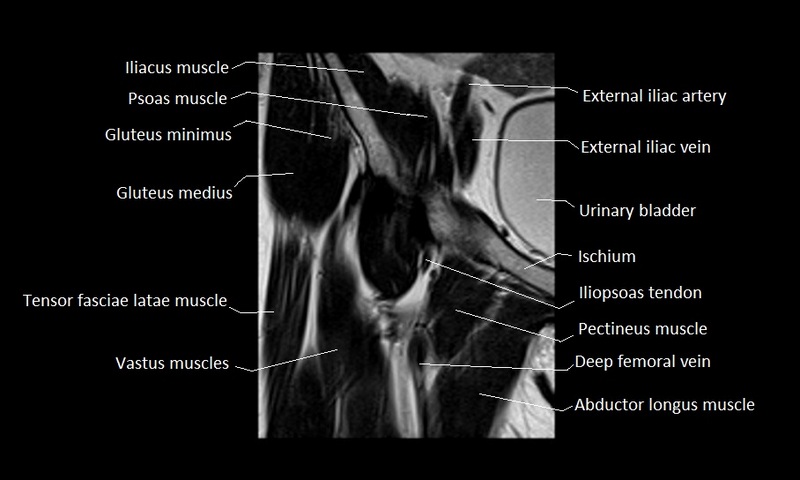 Iliacus muscle
Psoas muscle
Gluteus minimus
Gluteus medius
Tensor fasciae latae muscle
Vastus muscles
External iliac artery
External iliac vein
Urinary bladder
Ischium
Iliopsoas tendon
Pectineus muscle
Deep femoral vein
Abductor longus muscle